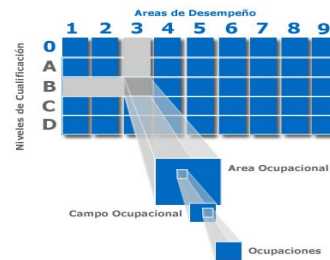 Areas de Desempeño
1 2 3 4 5 6 7 8 9
Niveles de Cualificación
O
A
B
C
D
Area Ocupacional
Campo Ocupacional
Ocupaciones